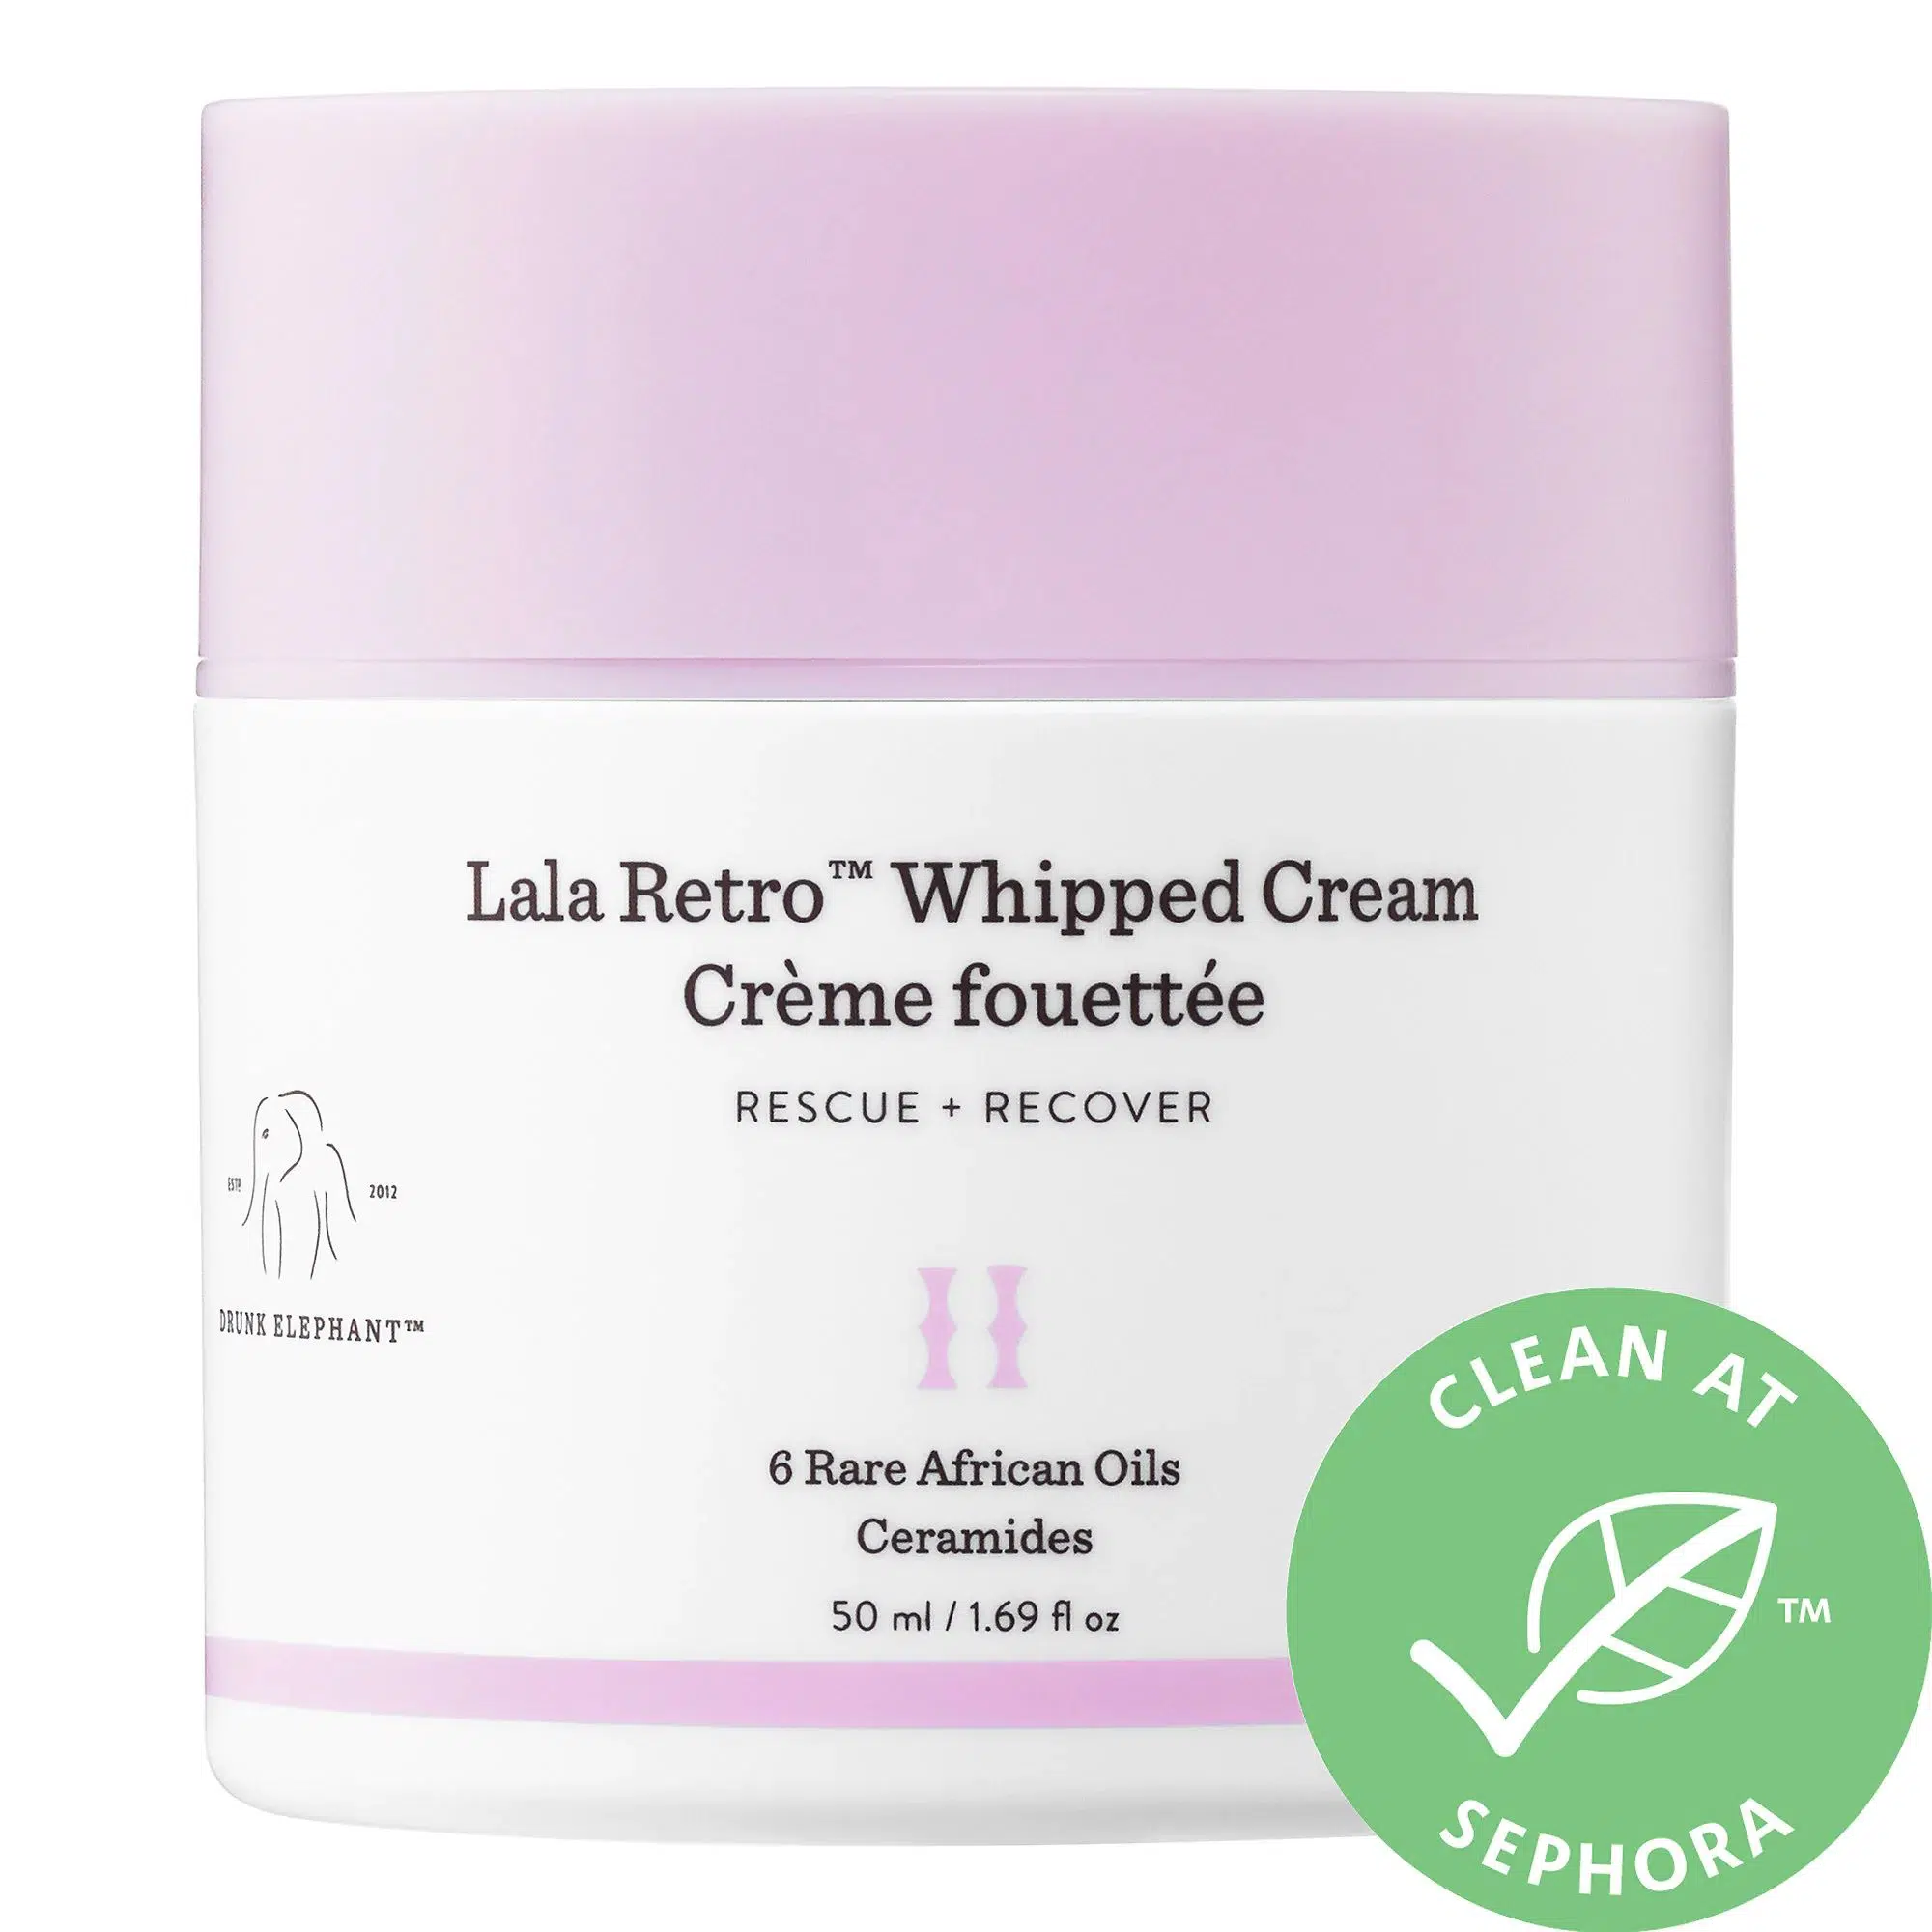 Lala Retro™ Whipped Cream
Crème fouettée
RESCUE + RECOVER
ESTD 2012
DRUNK ELEPHANT™
6 Rare African Oils
Ceramides
50 ml / 1.69 fl oz
CLEAN AT
SEPHORA
TM